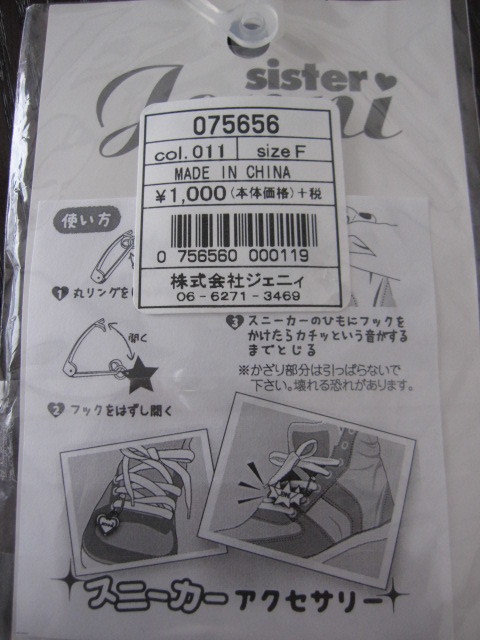 sister
Jenni
075656
col.011 size F
MADE IN CHINA
¥1,000(本体価格)+税
0 756560 000119
株式会社ジェニィ
06-6271-3469
使い方
1 丸リングを
開く
2 フックをはずし開く
3 スニーカーのひもにフックを
かけたらカチッという音がする
までとじる
※かざり部分は引っぱらないで
下さい。壊れる恐れがあります。
スニーカーアクセサリー